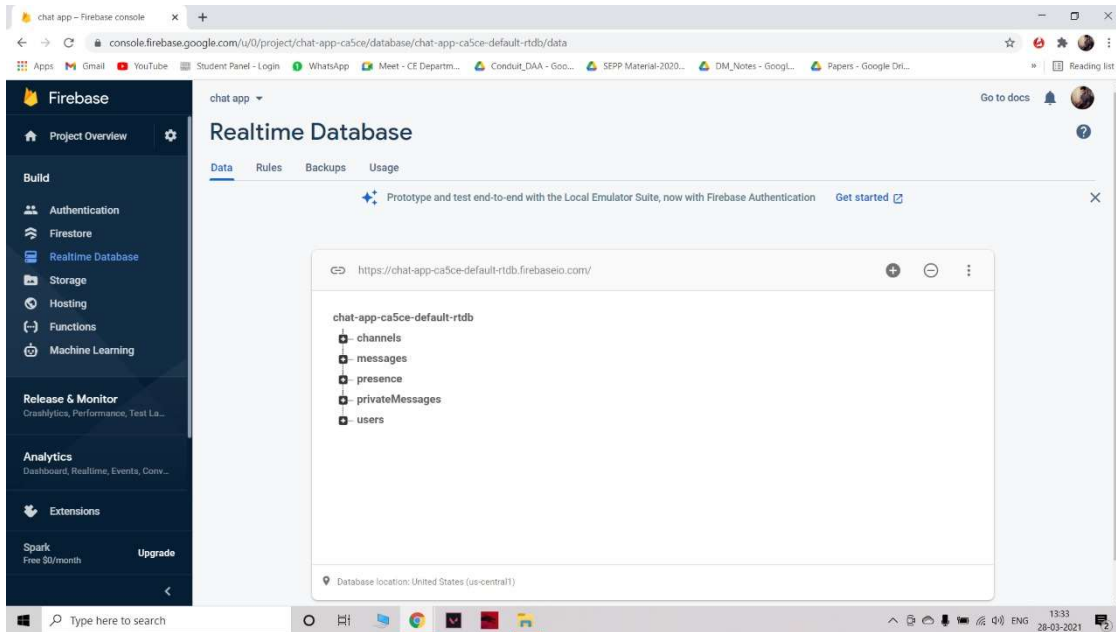 chat app – Firebase console
console.firebase.google.com/u/0/project/chat-app-ca5ce/database/chat-app-ca5ce-default-rtdb/data
Apps Gmail YouTube Student Panel - Login WhatsApp Meet - CE Departm... Conduit_DAA - Goo... SEPP Material-2020... DM_Notes - Googl... Papers - Google Dri... » Reading list
Firebase
chat app
Go to docs
Project Overview
Realtime Database
Data Rules Backups Usage
Build
Prototype and test end-to-end with the Local Emulator Suite, now with Firebase Authentication Get started
Authentication
Firestore
Realtime Database
Storage
Hosting
Functions
Machine Learning
https://chat-app-ca5ce-default-rtdb.firebaseio.com/
chat-app-ca5ce-default-rtdb
channels
messages
presence
privateMessages
users
Release & Monitor
Crashlytics, Performance, Test La...
Analytics
Dashboard, Realtime, Events, Conv...
Extensions
Spark
Free $0/month
Upgrade
Database location: United States (us-central1)
Type here to search
ENG
13:33
28-03-2021
2